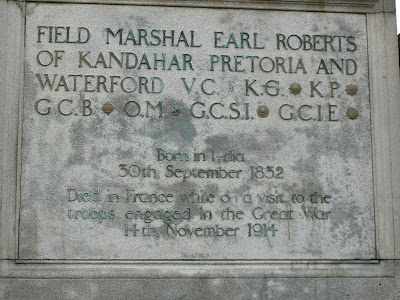 FIELD MARSHAL EARL ROBERTS
OF KANDAHAR PRETORIA AND
WATERFORD V.C. K.G. K.P.
G.C.B. O.M. G.C.S.I. G.C.I.E.
Born in India
30th, September 1832
Died in France while on a visit to the
troops engaged in the Great War
14th, November 1914